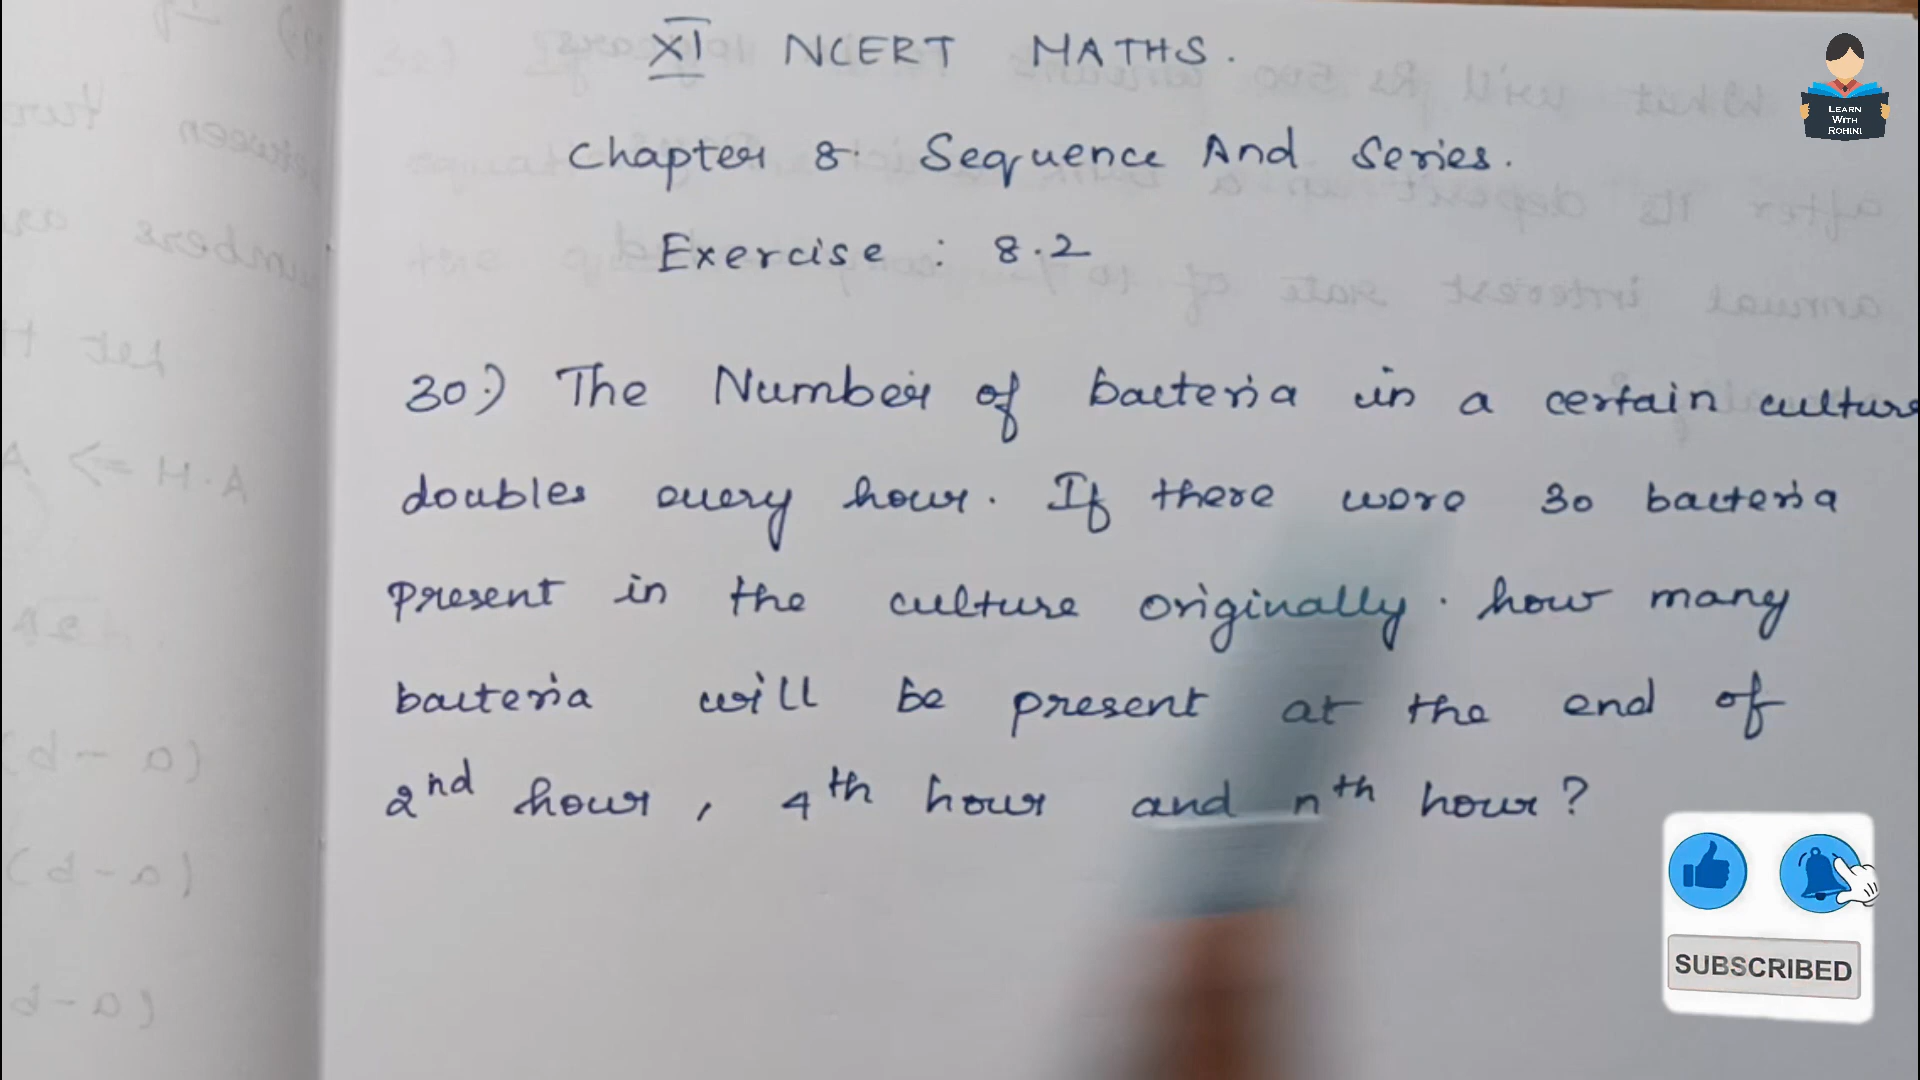 XI NCERT MATHS.
Chapter 8. Sequence And Series.
Exercise : 8.2
30.) The Number of bacteria in a certain culture
doubles every hour. If there were 30 bacteria
present in the culture originally. how many
bacteria will be present at the end of
2nd hour, 4th hour and nth hour?
LEARN
WITH
ROHINI
SUBSCRIBED